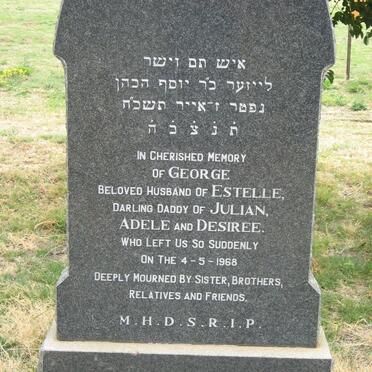 איש תם וישר
לייזער כ״ר יוסף הכהן
נפטר ז־אייר תשכ״ח
ת נ צ ב ה
IN CHERISHED MEMORY
OF GEORGE
BELOVED HUSBAND OF ESTELLE,
DARLING DADDY OF JULIAN,
ADELE AND DESIREE.
WHO LEFT US SO SUDDENLY
ON THE 4-5-1968
DEEPLY MOURNED BY SISTER, BROTHERS,
RELATIVES AND FRIENDS.
M.H.D.S.R.I.P.